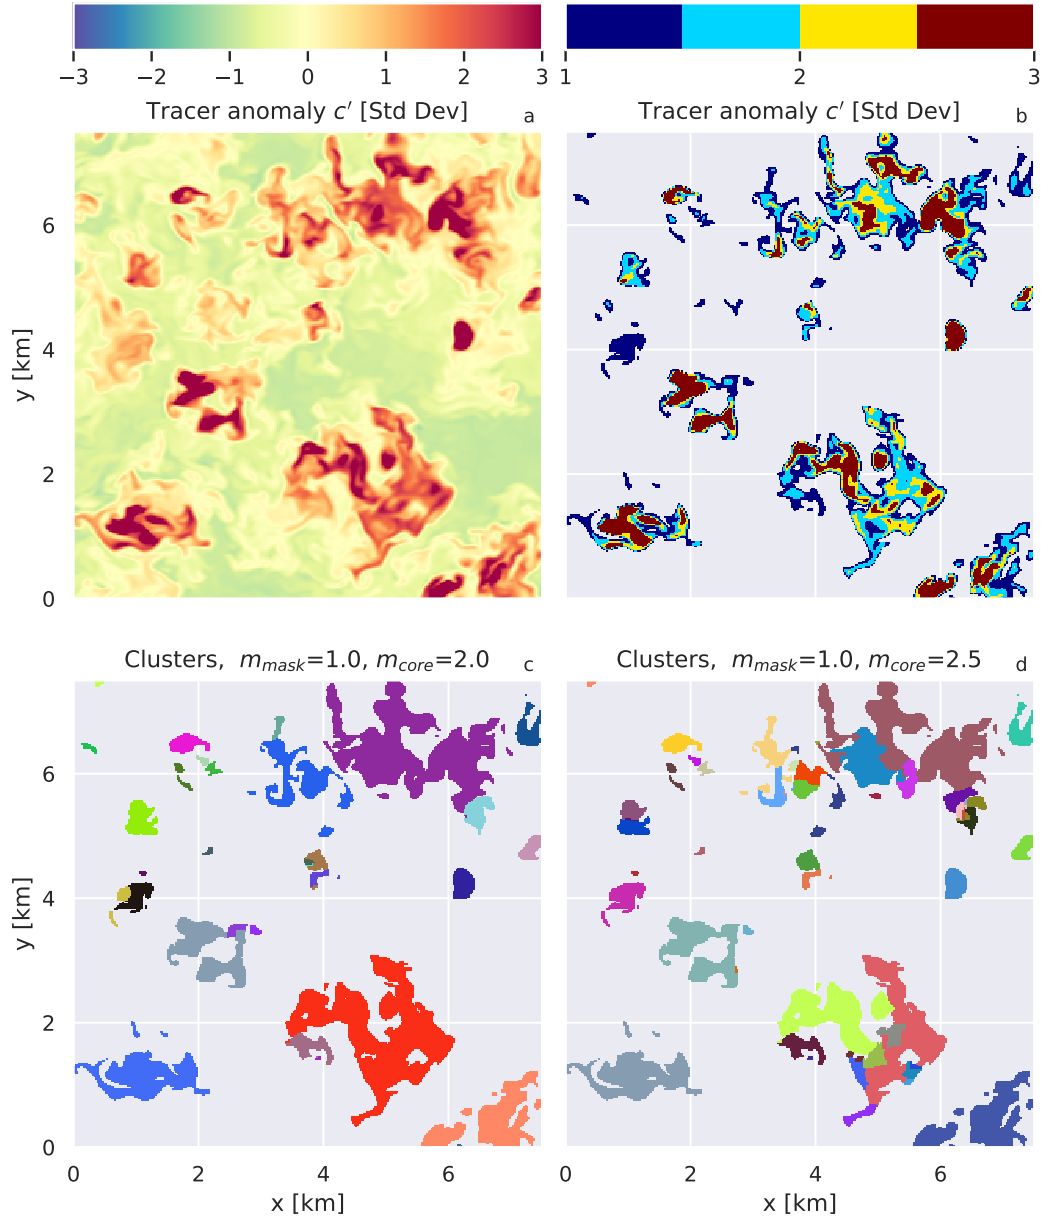 −3 −2 −1 0 1 2 3
1 2 3
Tracer anomaly c′ [Std Dev] a
Tracer anomaly c′ [Std Dev] b
y [km]
6
4
2
0
Clusters, m_mask=1.0, m_core=2.0 c
Clusters, m_mask=1.0, m_core=2.5 d
y [km]
6
4
2
0
0 2 4 6
0 2 4 6
x [km]
x [km]